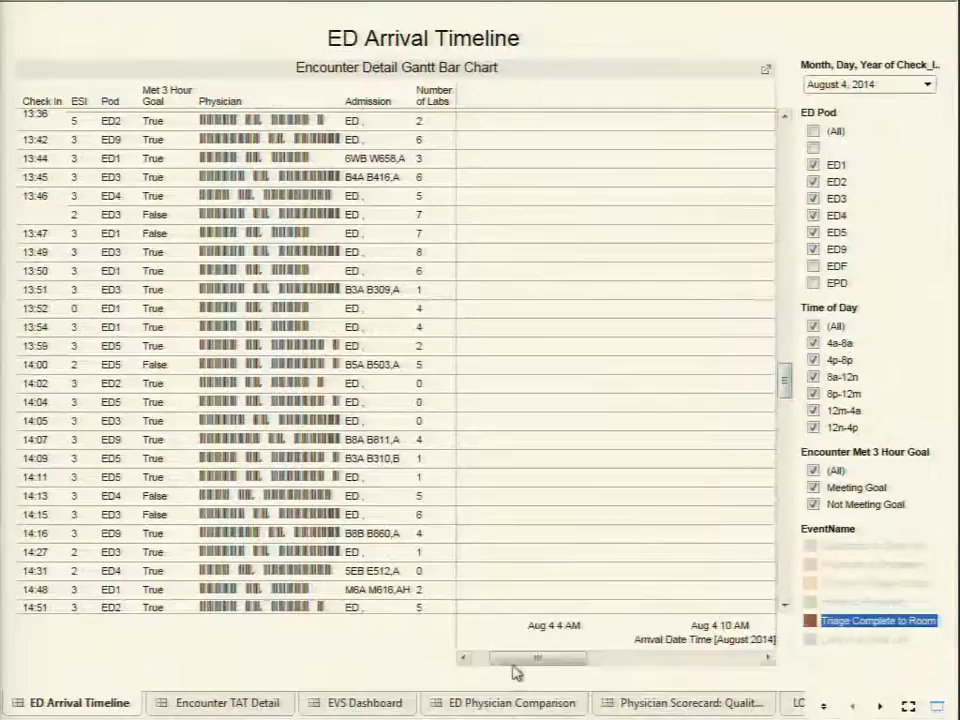 ED Arrival Timeline
Encounter Detail Gantt Bar Chart
Check In ESI Pod Met 3 Hour Goal Physician Admission Number of Labs
13:36 5 ED2 True ED , 2
13:42 3 ED9 True ED , 6
13:44 3 ED1 True 6WB W658,A 3
13:45 3 ED3 True B4A B416,A 6
13:46 3 ED4 True ED , 5
2 ED3 False ED , 7
13:47 3 ED1 False ED , 7
13:49 3 ED3 True ED , 8
13:50 3 ED1 True ED , 6
13:51 3 ED3 True B3A B309,A 1
13:52 0 ED1 True ED , 4
13:54 3 ED1 True ED , 4
13:59 3 ED5 True ED , 2
14:00 2 ED5 False B5A B503,A 5
14:02 3 ED2 True ED , 0
14:04 3 ED5 True ED , 0
14:05 3 ED3 True ED , 0
14:07 3 ED9 True B8A B811,A 4
14:09 3 ED5 True B3A B310,B 1
14:11 3 ED5 True ED , 1
14:13 3 ED4 False ED , 5
14:15 3 ED3 False ED , 6
14:16 3 ED9 True B8B B860,A 4
14:27 2 ED3 True ED , 1
14:31 2 ED4 True 5EB E512,A 0
14:48 3 ED1 True M6A M616,AH 2
14:51 3 ED2 True ED , 5
Aug 4 4 AM Aug 4 10 AM
Arrival Date Time [August 2014]
Month, Day, Year of Check_I..
August 4, 2014
ED Pod
(All)
ED1
ED2
ED3
ED4
ED5
ED9
EDF
EPD
Time of Day
(All)
4a-8a
4p-8p
8a-12n
8p-12m
12m-4a
12n-4p
Encounter Met 3 Hour Goal
(All)
Meeting Goal
Not Meeting Goal
EventName
Triage Complete to Room
ED Arrival Timeline
Encounter TAT Detail
EVS Dashboard
ED Physician Comparison
Physician Scorecard: Qualit...
LO